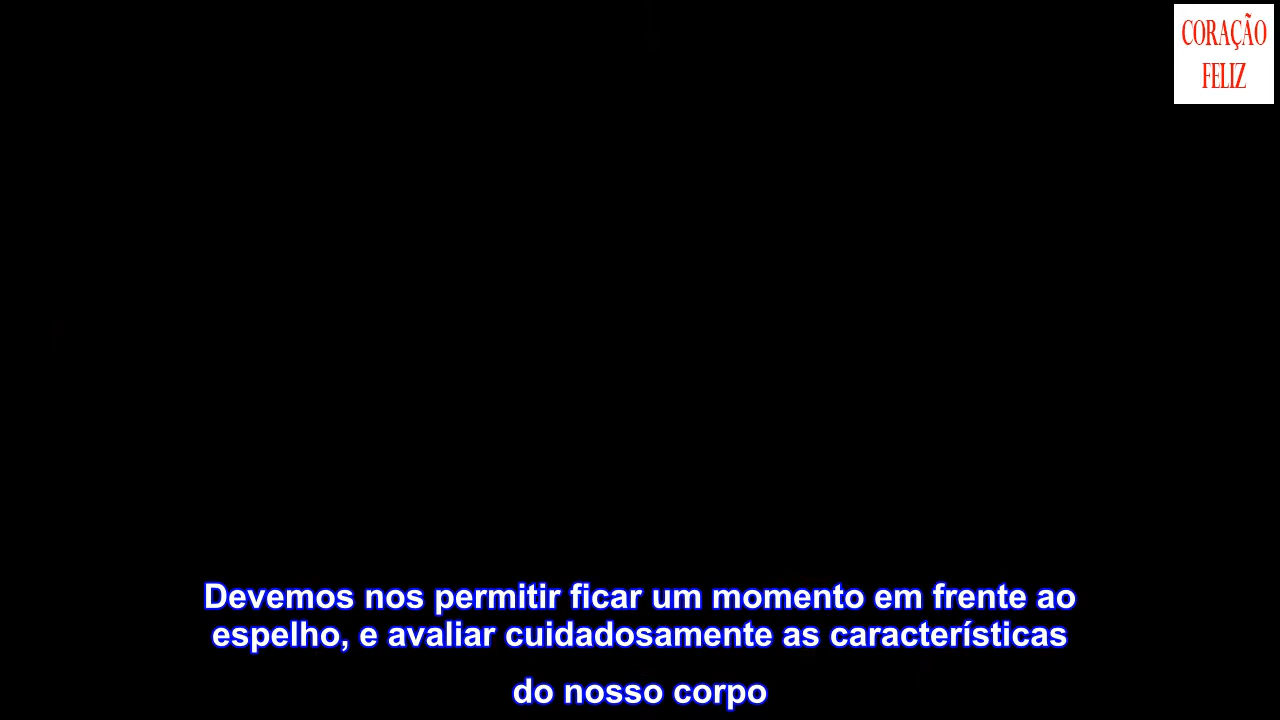 CORAÇÃO
FELIZ
Devemos nos permitir ficar um momento em frente ao
espelho, e avaliar cuidadosamente as características
do nosso corpo